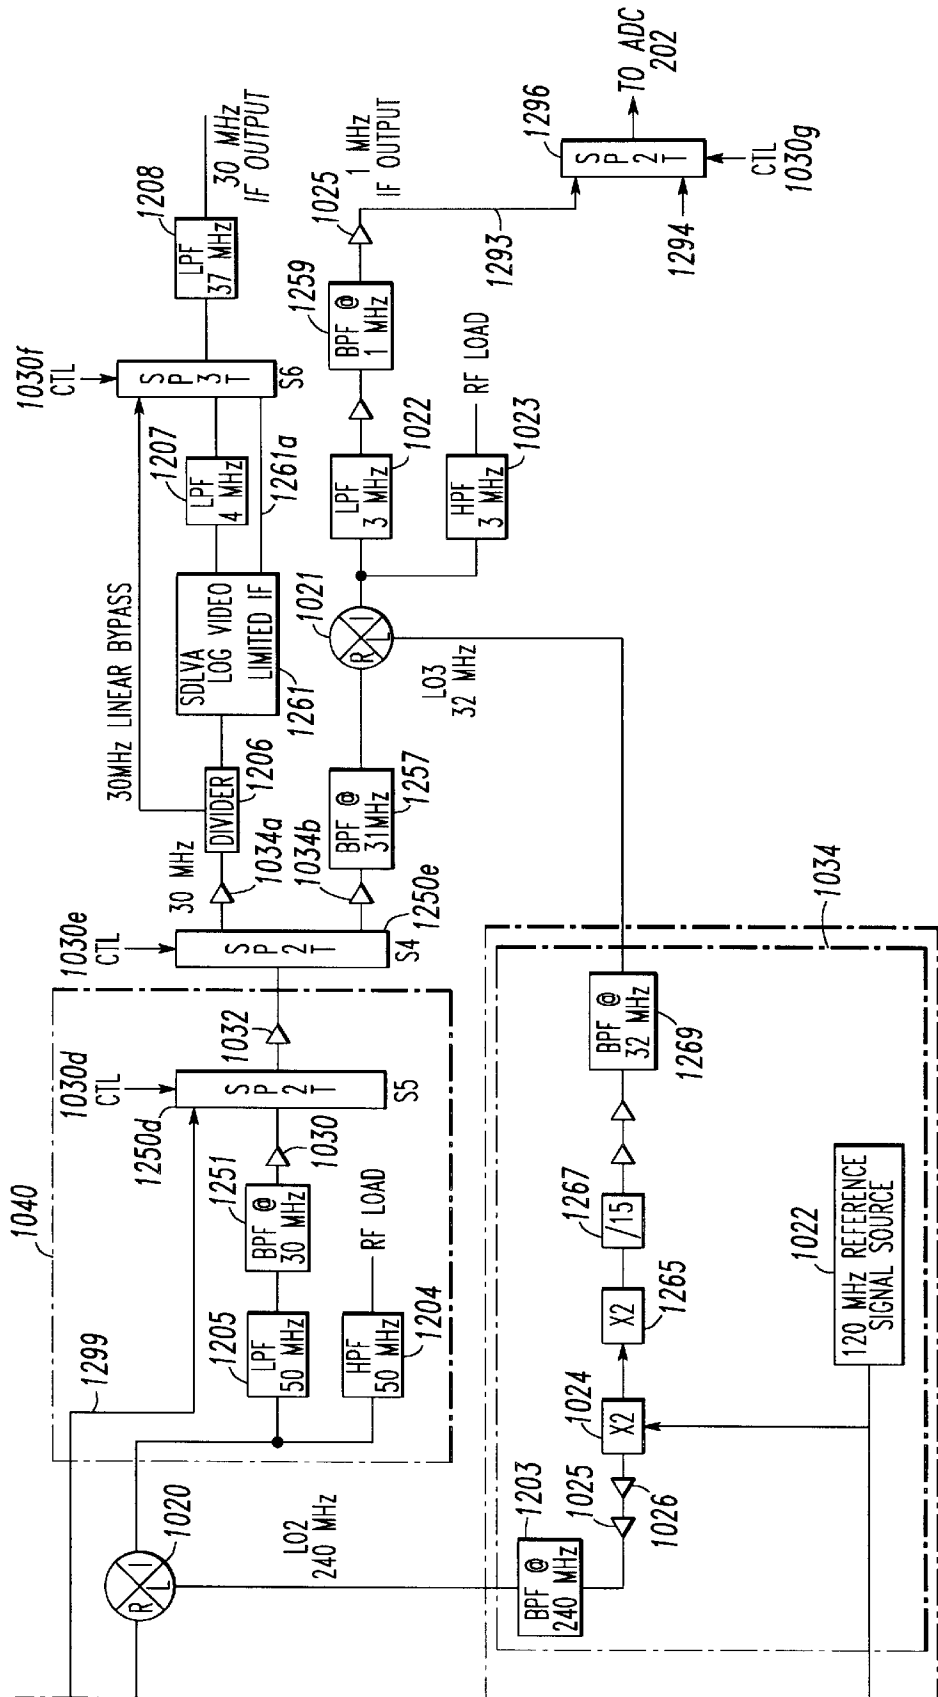 1040
1299
1250d
1030d
CTL
1020
R L I
LO2
240 MHz
1205
LPF
50 MHz
HPF
50 MHz
1204
1251
BPF @
30 MHz
RF LOAD
1030
S P 2 T
S5
1032
1030e
CTL
S P 2 T
S4
1250e
30 MHz
1034a
1034b
DIVIDER
1206
30MHz LINEAR BYPASS
SDLVA
LOG VIDEO
LIMITED IF
1261
1207
LPF
4 MHz
1261a
1030f
CTL
S P 3 T
S6
1208
LPF
37 MHz
30 MHz
IF OUTPUT
BPF @
31MHz
1257
1021
R L I
LO3
32 MHz
LPF
3 MHz
1022
HPF
3 MHz
1023
RF LOAD
1259
BPF @
1 MHz
1025
1 MHz
IF OUTPUT
1293
1294
1296
S P 2 T
CTL
1030g
TO ADC
202
1034
1203
BPF @
240 MHz
1025
1026
1024
X2
X2
1265
1267
/15
BPF @
32 MHz
1269
120 MHz REFERENCE
SIGNAL SOURCE
1022